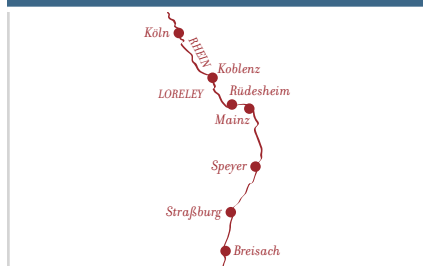 Köln
RHEIN
Koblenz
Rüdesheim
LORELEY
Mainz
Speyer
Straßburg
Breisach